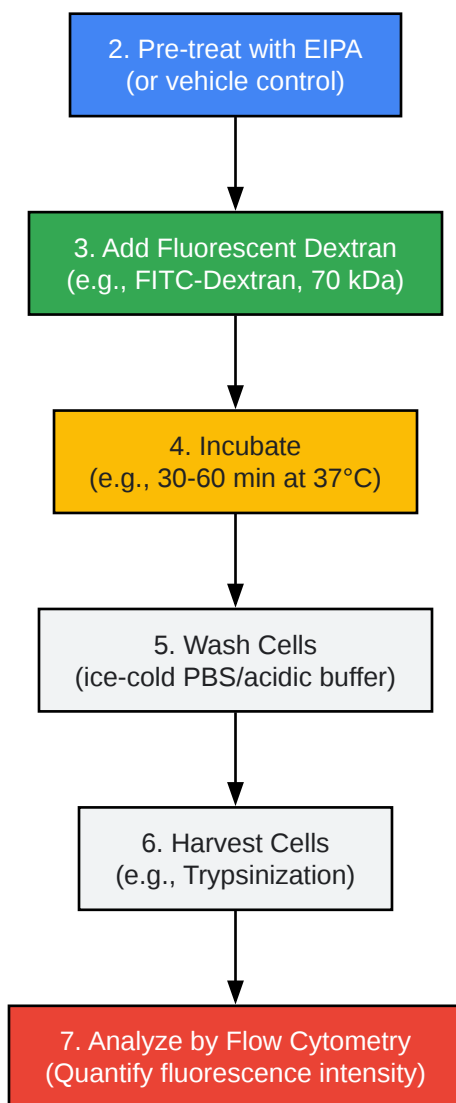 2. Pre-treat with EIPA
(or vehicle control)
3. Add Fluorescent Dextran
(e.g., FITC-Dextran, 70 kDa)
4. Incubate
(e.g., 30-60 min at 37°C)
5. Wash Cells
(ice-cold PBS/acidic buffer)
6. Harvest Cells
(e.g., Trypsinization)
7. Analyze by Flow Cytometry
(Quantify fluorescence intensity)